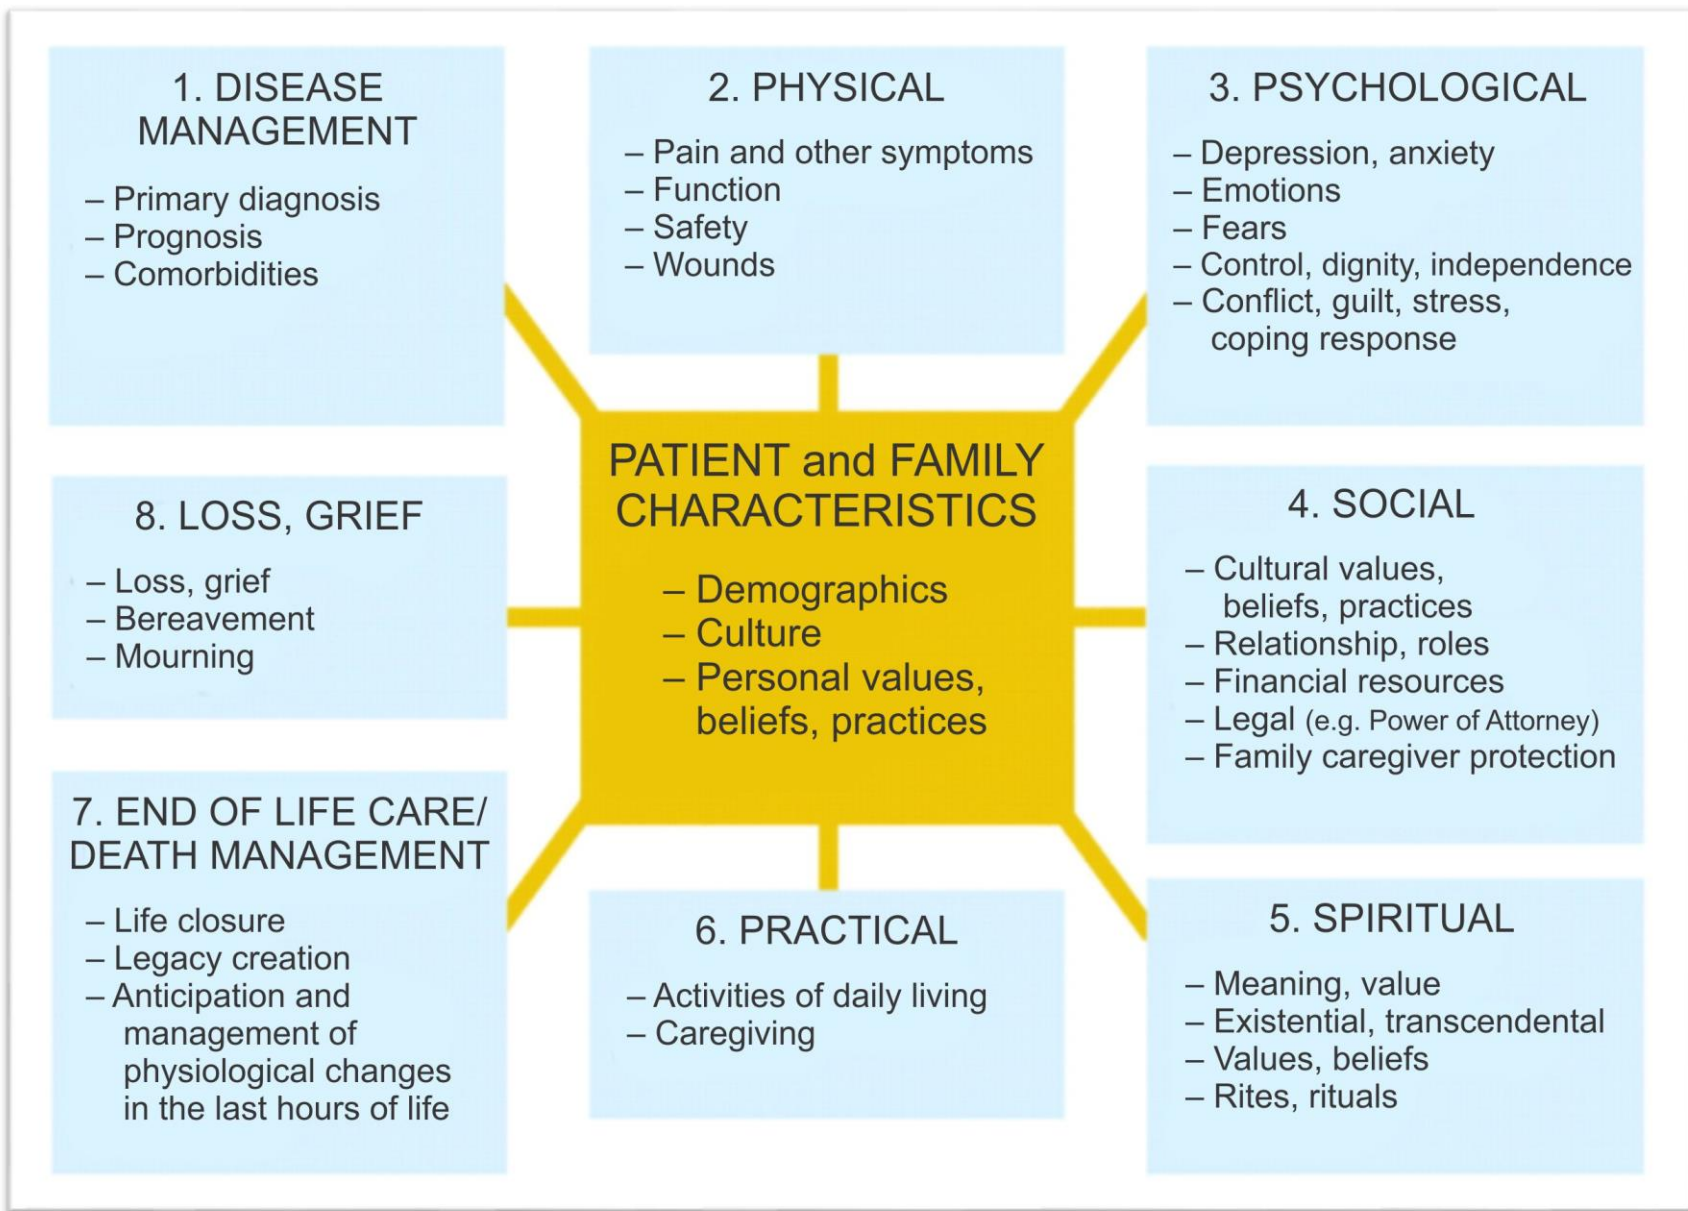 1. DISEASE
MANAGEMENT
– Primary diagnosis
– Prognosis
– Comorbidities
2. PHYSICAL
– Pain and other symptoms
– Function
– Safety
– Wounds
3. PSYCHOLOGICAL
– Depression, anxiety
– Emotions
– Fears
– Control, dignity, independence
– Conflict, guilt, stress,
coping response
8. LOSS, GRIEF
– Loss, grief
– Bereavement
– Mourning
PATIENT and FAMILY
CHARACTERISTICS
– Demographics
– Culture
– Personal values,
beliefs, practices
4. SOCIAL
– Cultural values,
beliefs, practices
– Relationship, roles
– Financial resources
– Legal (e.g. Power of Attorney)
– Family caregiver protection
7. END OF LIFE CARE/
DEATH MANAGEMENT
– Life closure
– Legacy creation
– Anticipation and
management of
physiological changes
in the last hours of life
6. PRACTICAL
– Activities of daily living
– Caregiving
5. SPIRITUAL
– Meaning, value
– Existential, transcendental
– Values, beliefs
– Rites, rituals